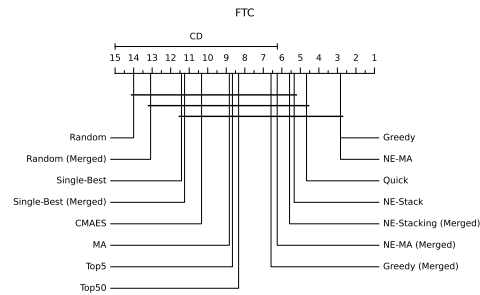 FTC
CD
15 14 13 12 11 10 9 8 7 6 5 4 3 2 1
Random Greedy
Random (Merged) NE-MA
Single-Best Quick
Single-Best (Merged) NE-Stack
CMAES NE-Stacking (Merged)
MA NE-MA (Merged)
Top5 Greedy (Merged)
Top50